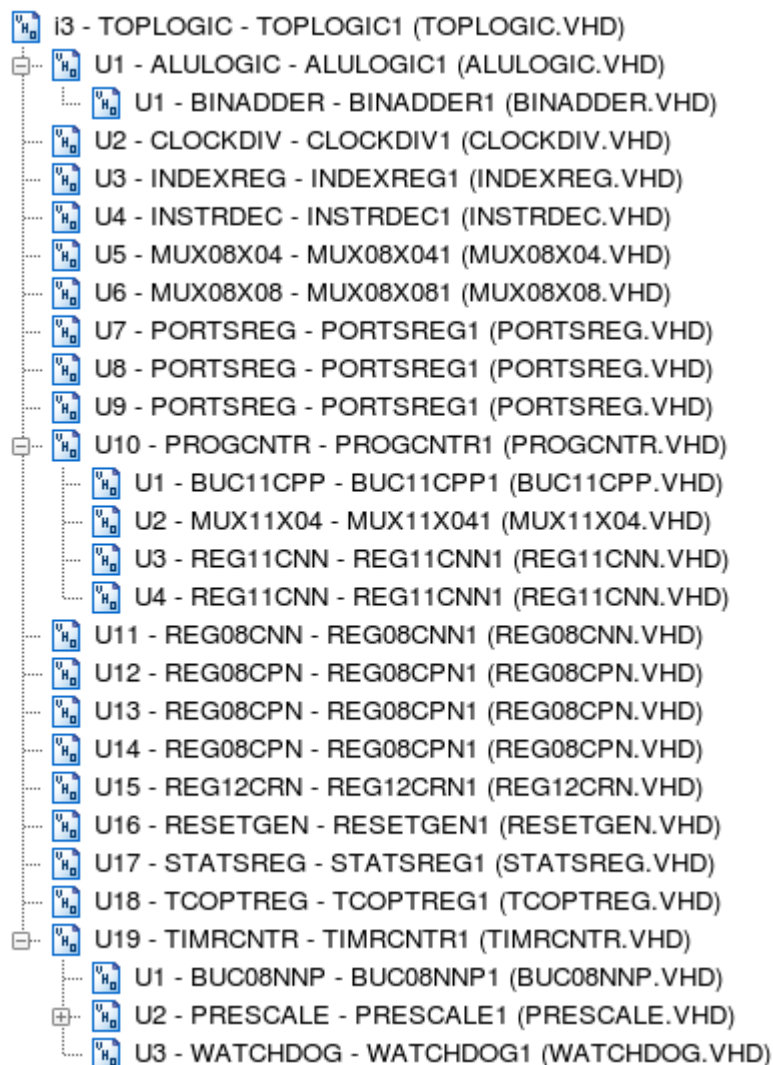 i3 - TOPLOGIC - TOPLOGIC1 (TOPLOGIC.VHD)
U1 - ALULOGIC - ALULOGIC1 (ALULOGIC.VHD)
U1 - BINADDER - BINADDER1 (BINADDER.VHD)
U2 - CLOCKDIV - CLOCKDIV1 (CLOCKDIV.VHD)
U3 - INDEXREG - INDEXREG1 (INDEXREG.VHD)
U4 - INSTRDEC - INSTRDEC1 (INSTRDEC.VHD)
U5 - MUX08X04 - MUX08X041 (MUX08X04.VHD)
U6 - MUX08X08 - MUX08X081 (MUX08X08.VHD)
U7 - PORTSREG - PORTSREG1 (PORTSREG.VHD)
U8 - PORTSREG - PORTSREG1 (PORTSREG.VHD)
U9 - PORTSREG - PORTSREG1 (PORTSREG.VHD)
U10 - PROGCNTR - PROGCNTR1 (PROGCNTR.VHD)
U1 - BUC11CPP - BUC11CPP1 (BUC11CPP.VHD)
U2 - MUX11X04 - MUX11X041 (MUX11X04.VHD)
U3 - REG11CNN - REG11CNN1 (REG11CNN.VHD)
U4 - REG11CNN - REG11CNN1 (REG11CNN.VHD)
U11 - REG08CNN - REG08CNN1 (REG08CNN.VHD)
U12 - REG08CPN - REG08CPN1 (REG08CPN.VHD)
U13 - REG08CPN - REG08CPN1 (REG08CPN.VHD)
U14 - REG08CPN - REG08CPN1 (REG08CPN.VHD)
U15 - REG12CRN - REG12CRN1 (REG12CRN.VHD)
U16 - RESETGEN - RESETGEN1 (RESETGEN.VHD)
U17 - STATSREG - STATSREG1 (STATSREG.VHD)
U18 - TCOPTREG - TCOPTREG1 (TCOPTREG.VHD)
U19 - TIMRCNTR - TIMRCNTR1 (TIMRCNTR.VHD)
U1 - BUC08NNP - BUC08NNP1 (BUC08NNP.VHD)
U2 - PRESCALE - PRESCALE1 (PRESCALE.VHD)
U3 - WATCHDOG - WATCHDOG1 (WATCHDOG.VHD)